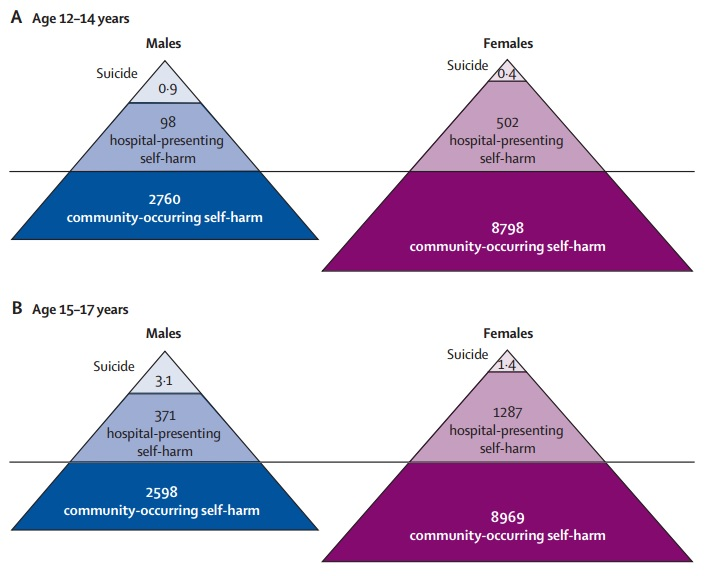 A Age 12–14 years
Males
Suicide
0·9
98
hospital-presenting
self-harm
2760
community-occurring self-harm
Females
Suicide
0·4
502
hospital-presenting
self-harm
8798
community-occurring self-harm
B Age 15–17 years
Males
Suicide
3·1
371
hospital-presenting
self-harm
2598
community-occurring self-harm
Females
Suicide
1·4
1287
hospital-presenting
self-harm
8969
community-occurring self-harm